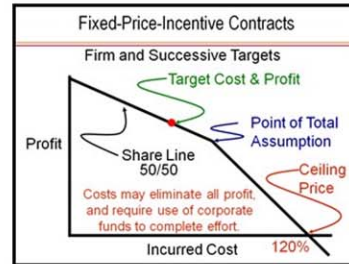 Fixed-Price-Incentive Contracts
Firm and Successive Targets
Target Cost & Profit
Point of Total
Assumption
Profit
Share Line
50/50
Ceiling
Price
Costs may eliminate all profit,
and require use of corporate
funds to complete effort.
Incurred Cost
120%